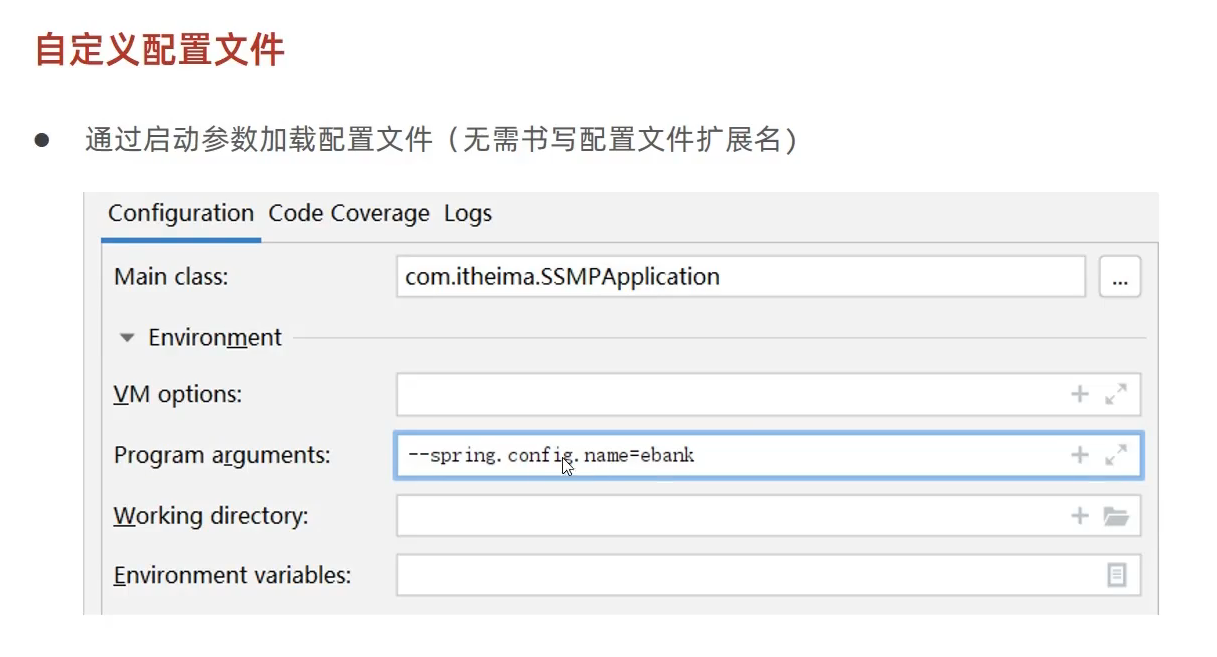 自定义配置文件
● 通过启动参数加载配置文件（无需书写配置文件扩展名）
Configuration Code Coverage Logs
Main class: com.itheima.SSMPApplication ...
Environment
VM options:
Program arguments: --spring.config.name=ebank
Working directory:
Environment variables: